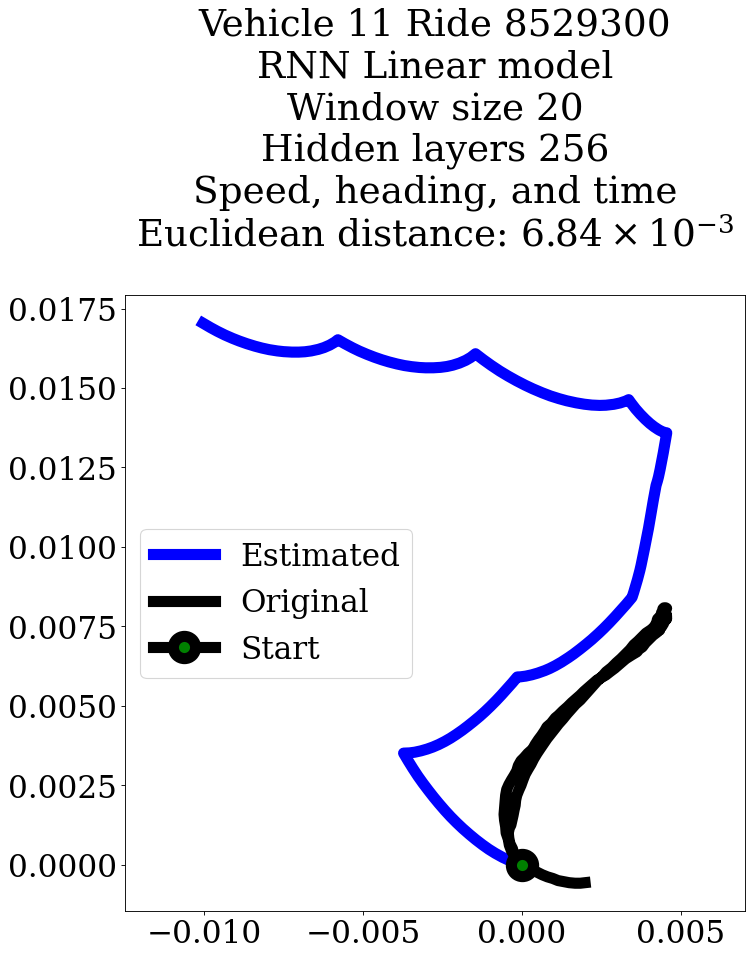 Vehicle 11 Ride 8529300
RNN Linear model
Window size 20
Hidden layers 256
Speed, heading, and time
Euclidean distance: 6.84 × 10⁻³
0.0175
0.0150
0.0125
0.0100
0.0075
0.0050
0.0025
0.0000
Estimated
Original
Start
−0.010 −0.005 0.000 0.005